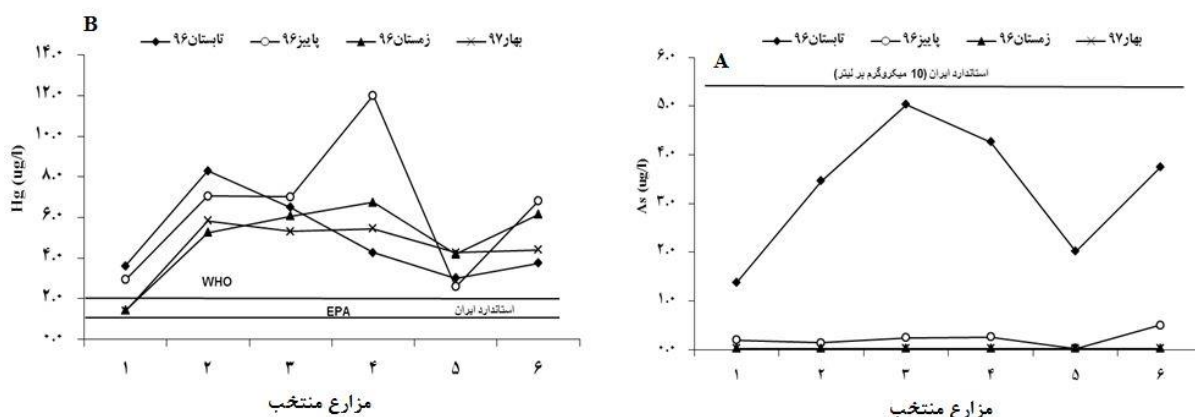 B
تابستان۹۶ پاییز۹۶ زمستان۹۶ بهار۹۷
Hg (ug/l)
۱۴.۰
۱۲.۰
۱۰.۰
۸.۰
۶.۰
۴.۰
۲.۰
۰.۰
WHO
EPA
استاندارد ایران
۱ ۲ ۳ ۴ ۵ ۶
مزارع منتخب
A
تابستان۹۶ پاییز۹۶ زمستان۹۶ بهار۹۷
As (ug/l)
استاندارد ایران (10 میکروگرم بر لیتر)
۶.۰
۵.۰
۴.۰
۳.۰
۲.۰
۱.۰
۰.۰
۱ ۲ ۳ ۴ ۵ ۶
مزارع منتخب